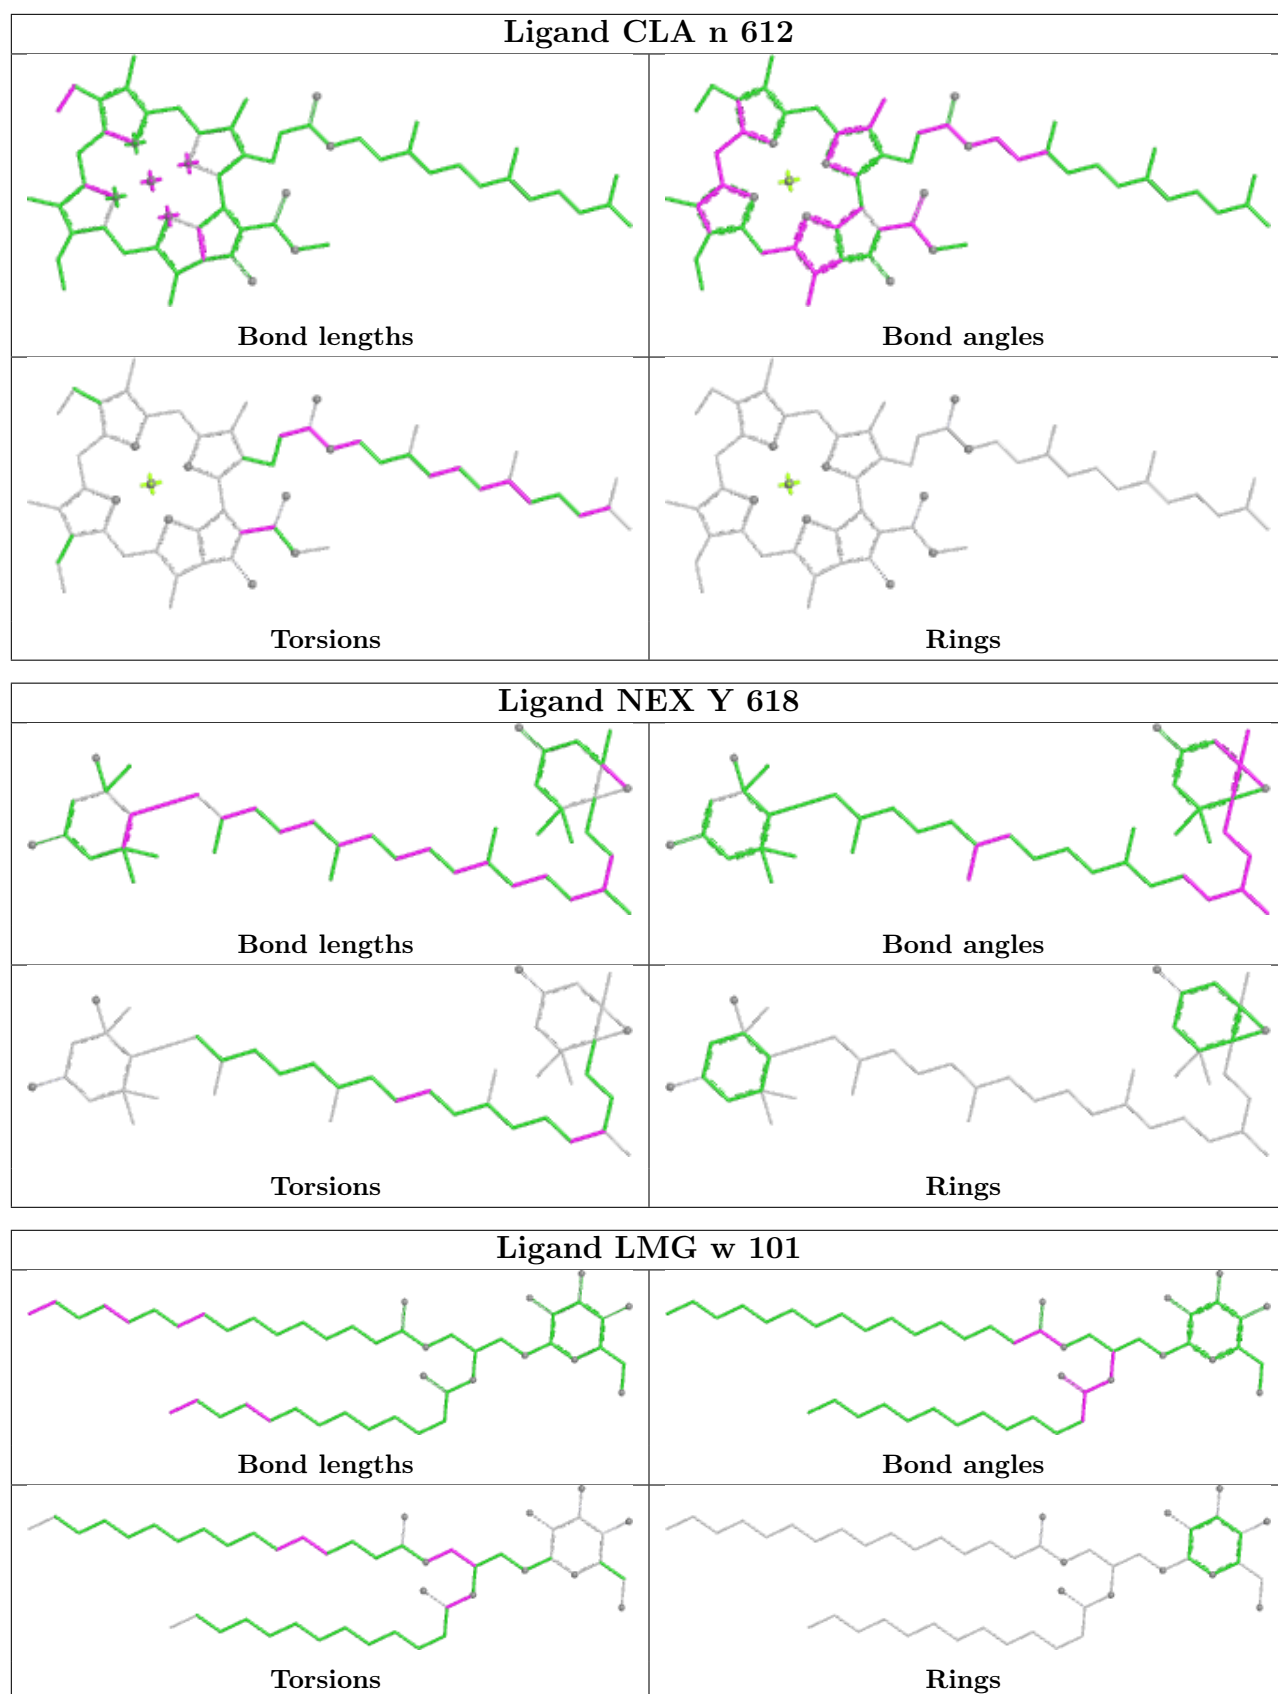 Ligand CLA n 612
Bond lengths
Bond angles
Torsions
Rings
Ligand NEX Y 618
Bond lengths
Bond angles
Torsions
Rings
Ligand LMG w 101
Bond lengths
Bond angles
Torsions
Rings